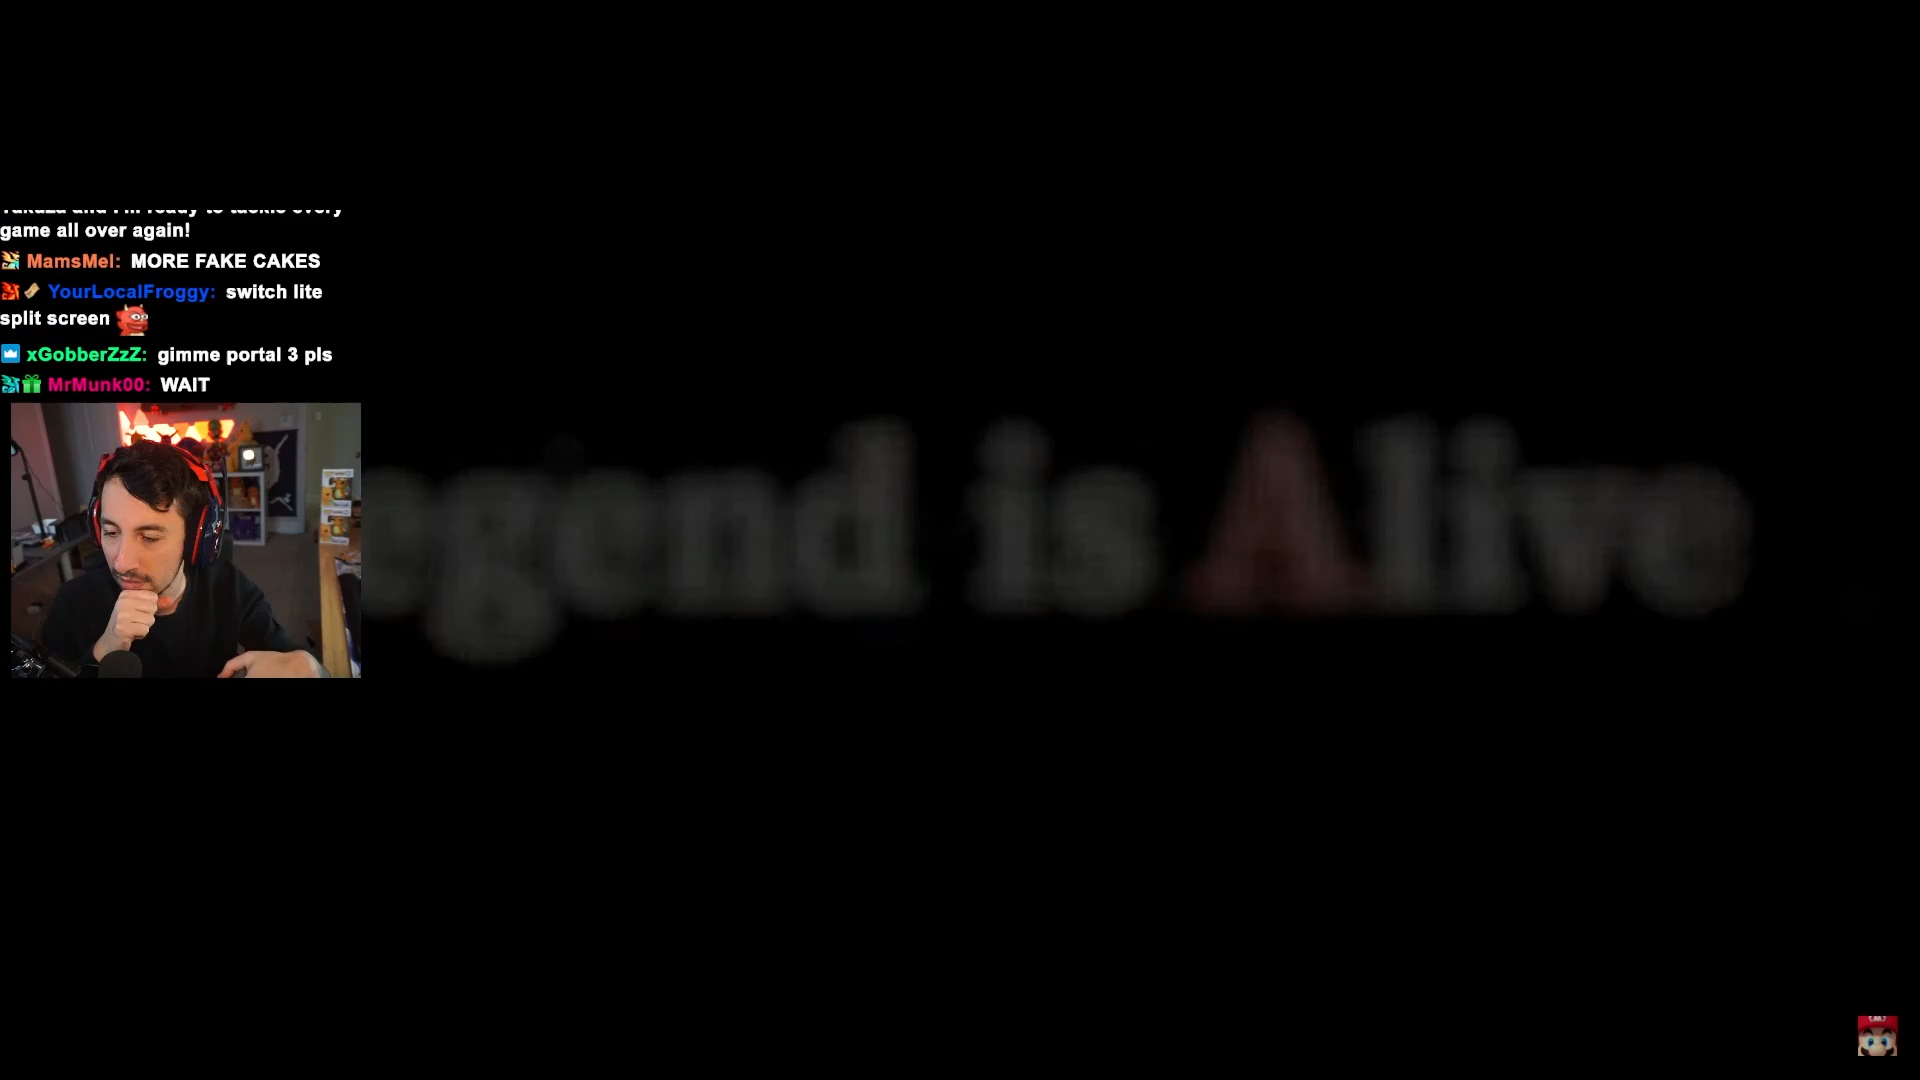 game all over again!
MamsMel: MORE FAKE CAKES
YourLocalFroggy: switch lite
split screen
xGobberZzZ: gimme portal 3 pls
MrMunk00: WAIT
egend is Alive